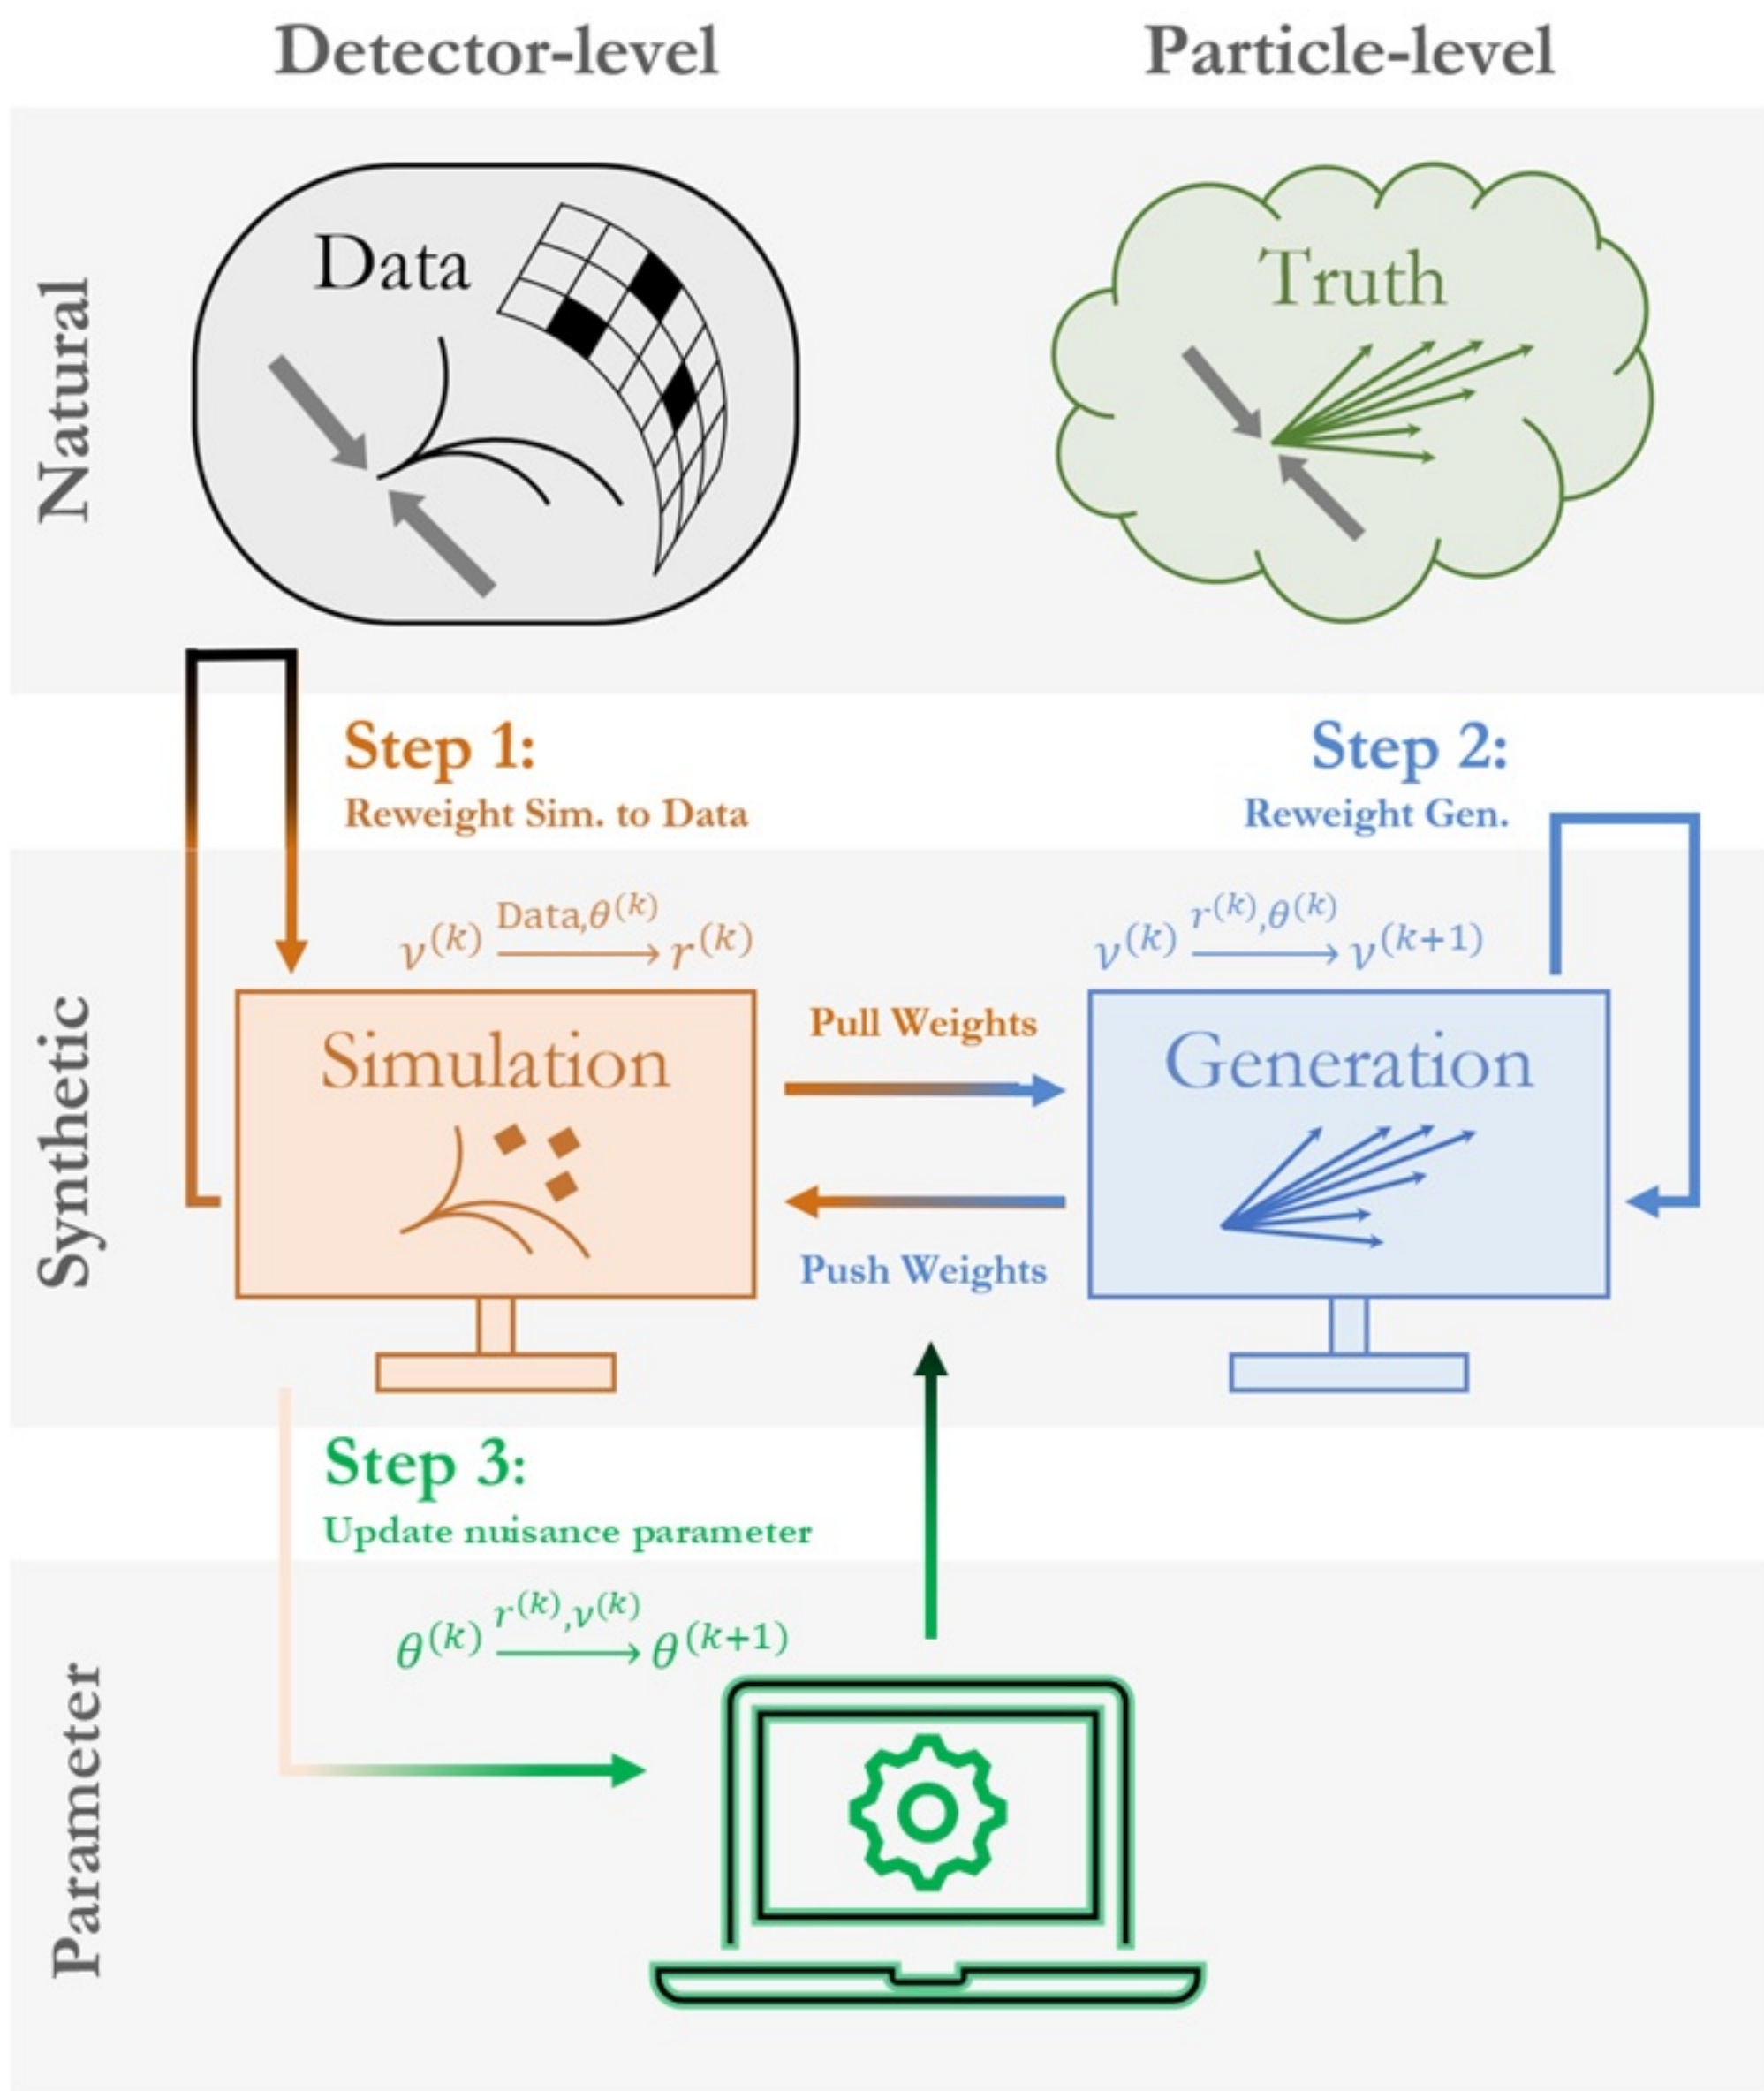 Detector-level
Particle-level
Natural
Data
Truth
Step 1:
Reweight Sim. to Data
Step 2:
Reweight Gen.
Synthetic
ν^(k) ⟶ r^(k)
Data,θ^(k)
ν^(k) ⟶ ν^(k+1)
r^(k),θ^(k)
Simulation
Pull Weights
Generation
Push Weights
Step 3:
Update nuisance parameter
Parameter
θ^(k) ⟶ θ^(k+1)
r^(k),ν^(k)